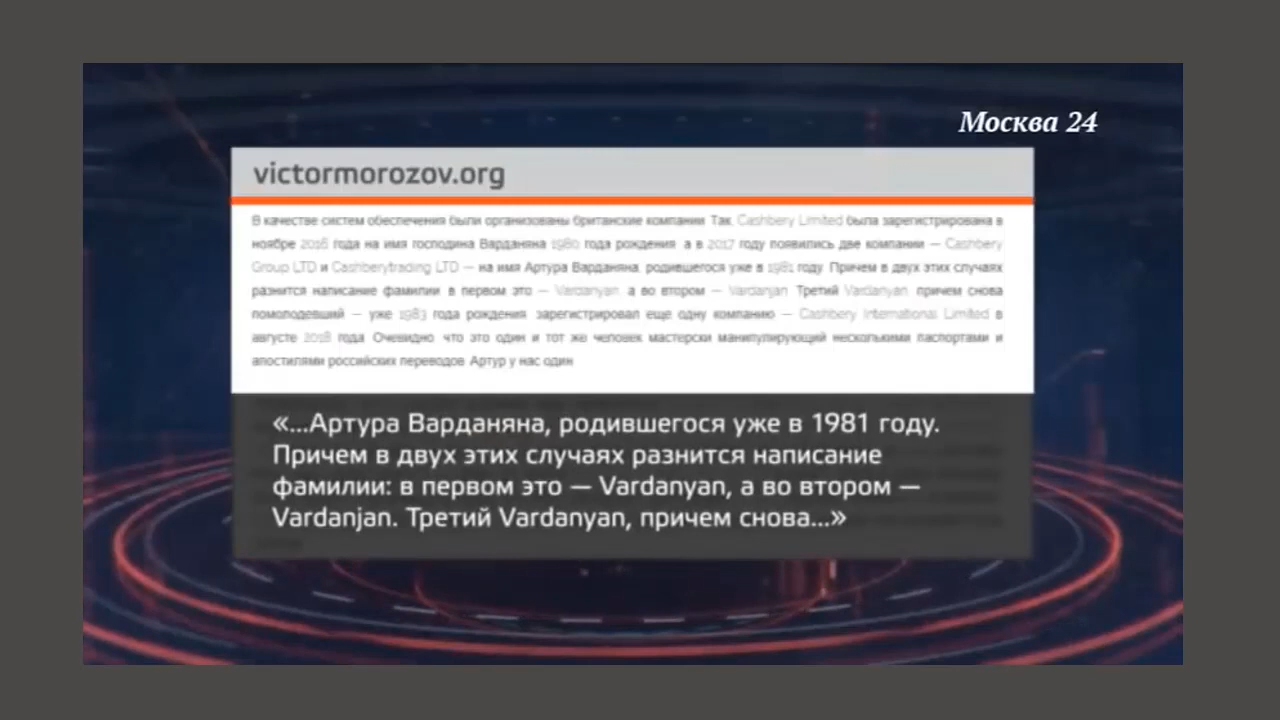 Москва 24
victormorozov.org
В качестве систем обеспечения были организованы британские компании. Так, Cashbery Limited была зарегистрирована в
ноябре 2016 года на имя господина Варданяна 1980 года рождения, а в 2017 году появились две компании — Cashbery
Group LTD и Cashberytrading LTD — на имя Артура Варданяна, родившегося уже в 1981 году. Причем в двух этих случаях
разнится написание фамилии: в первом это — Vardanyan, а во втором — Vardanjan. Третий Vardanyan, причем снова
помолодевший — уже 1983 года рождения, зарегистрировал еще одну компанию — Cashbery International Limited в
августе 2018 года. Очевидно, что это один и тот же человек, мастерски манипулирующий несколькими паспортами и
апостилями российских переводов. Артур у нас один
«...Артура Варданяна, родившегося уже в 1981 году.
Причем в двух этих случаях разнится написание
фамилии: в первом это — Vardanyan, а во втором —
Vardanjan. Третий Vardanyan, причем снова...»